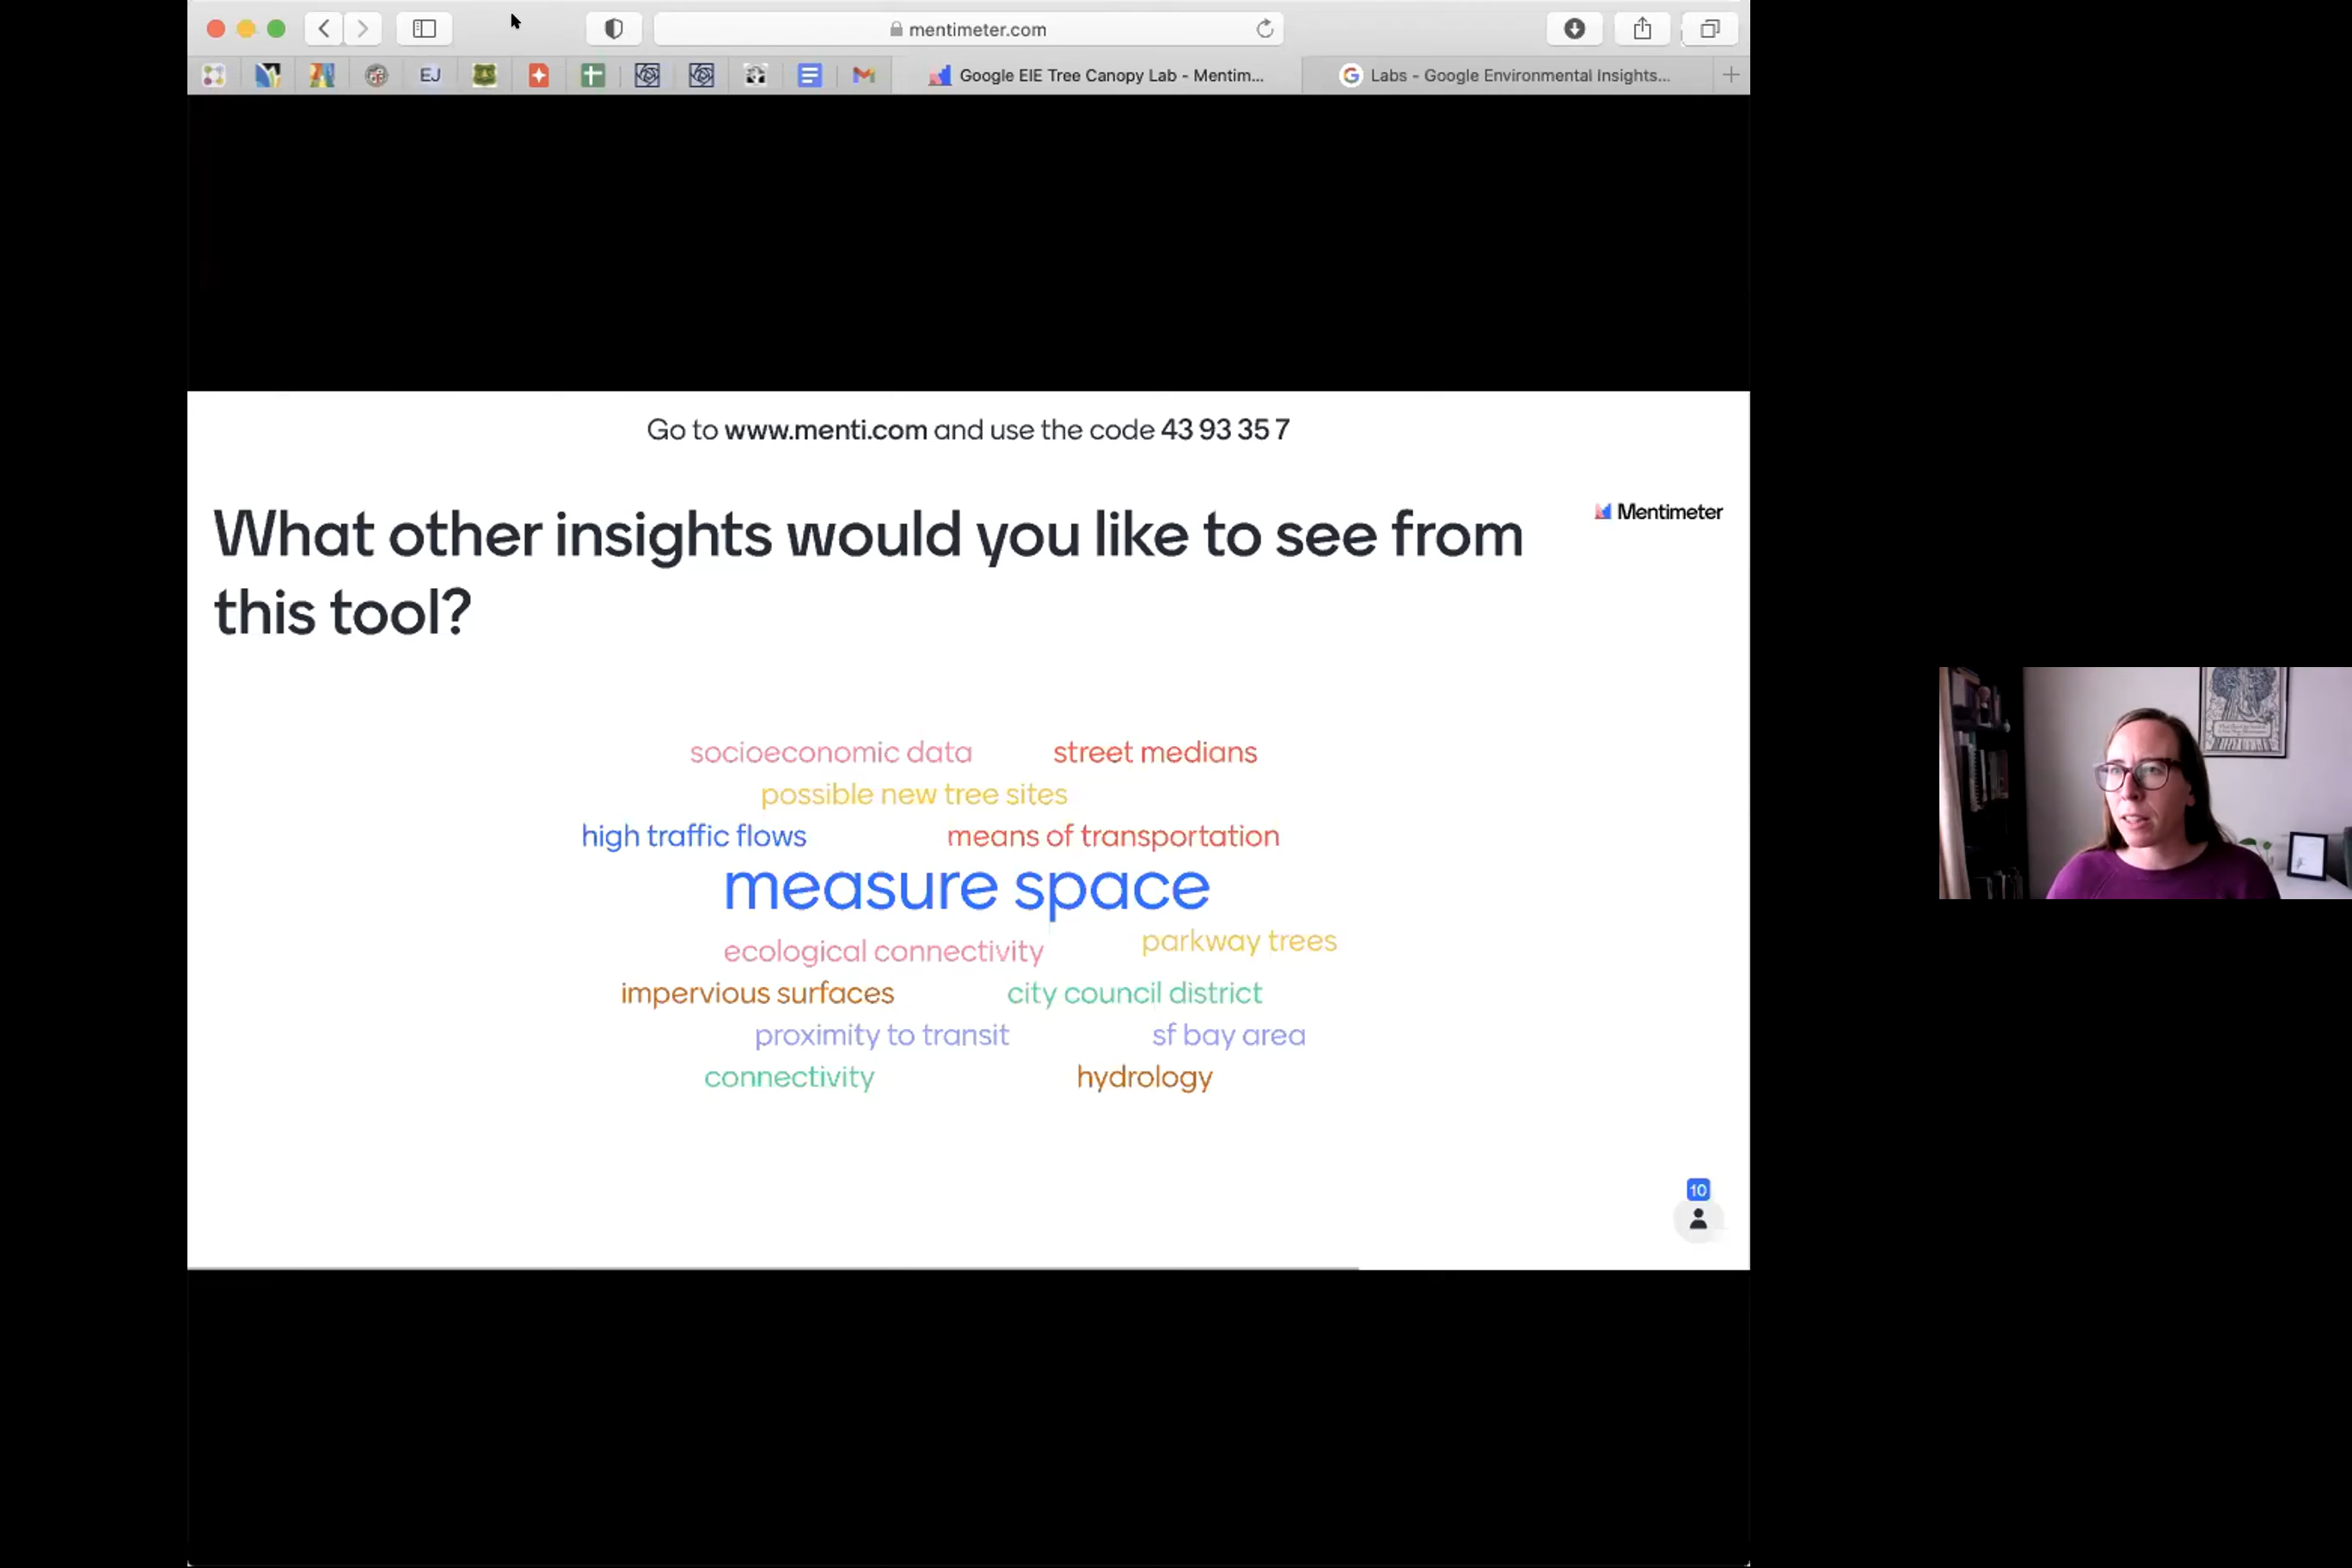 mentimeter.com
EJ
Google EIE Tree Canopy Lab - Mentim...
Labs - Google Environmental Insights...
Go to www.menti.com and use the code 43 93 35 7
What other insights would you like to see from
this tool?
Mentimeter
socioeconomic data
street medians
possible new tree sites
high traffic flows
means of transportation
measure space
ecological connectivity
parkway trees
impervious surfaces
city council district
proximity to transit
sf bay area
connectivity
hydrology
10